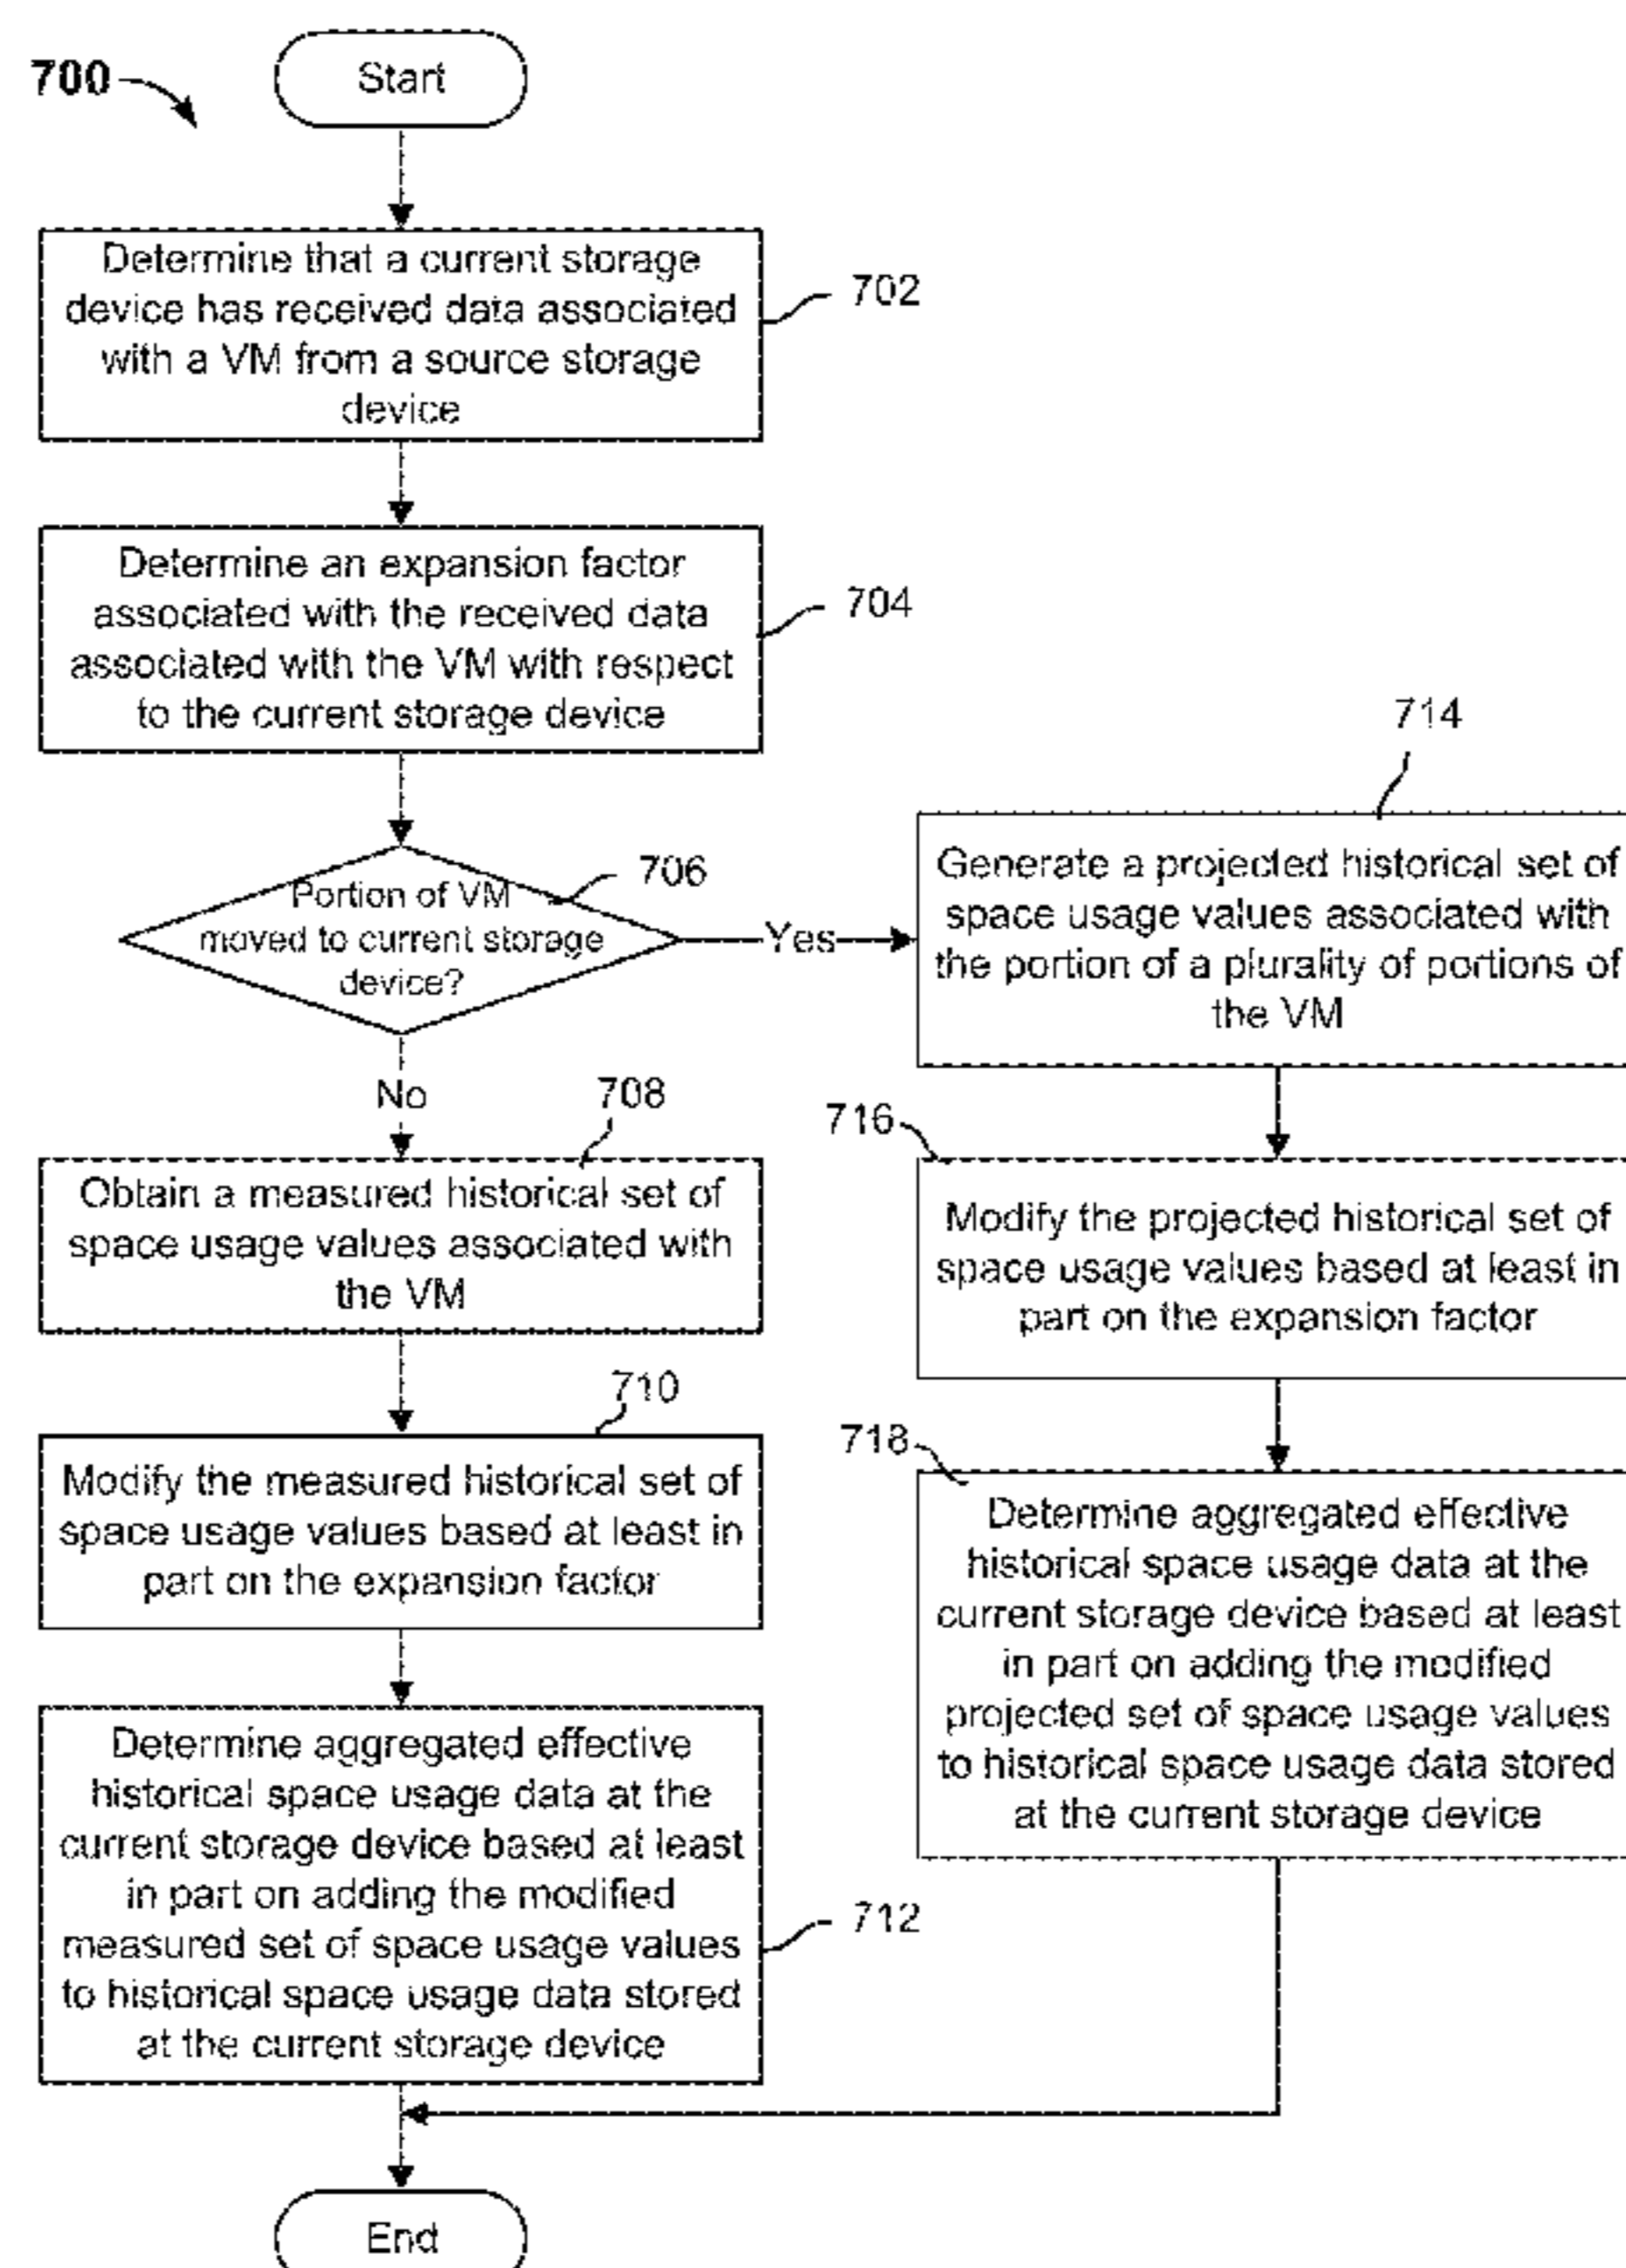 700
Start
Determine that a current storage
device has received data associated
with a VM from a source storage
device
702
Determine an expansion factor
associated with the received data
associated with the VM with respect
to the current storage device
704
Portion of VM
moved to current storage
device?
706
Yes
No
708
Obtain a measured historical set of
space usage values associated with
the VM
710
Modify the measured historical set of
space usage values based at least in
part on the expansion factor
Determine aggregated effective
historical space usage data at the
current storage device based at least
in part on adding the modified
measured set of space usage values
to historical space usage data stored
at the current storage device
712
714
Generate a projected historical set of
space usage values associated with
the portion of a plurality of portions of
the VM
716
Modify the projected historical set of
space usage values based at least in
part on the expansion factor
718
Determine aggregated effective
historical space usage data at the
current storage device based at least
in part on adding the modified
projected set of space usage values
to historical space usage data stored
at the current storage device
End